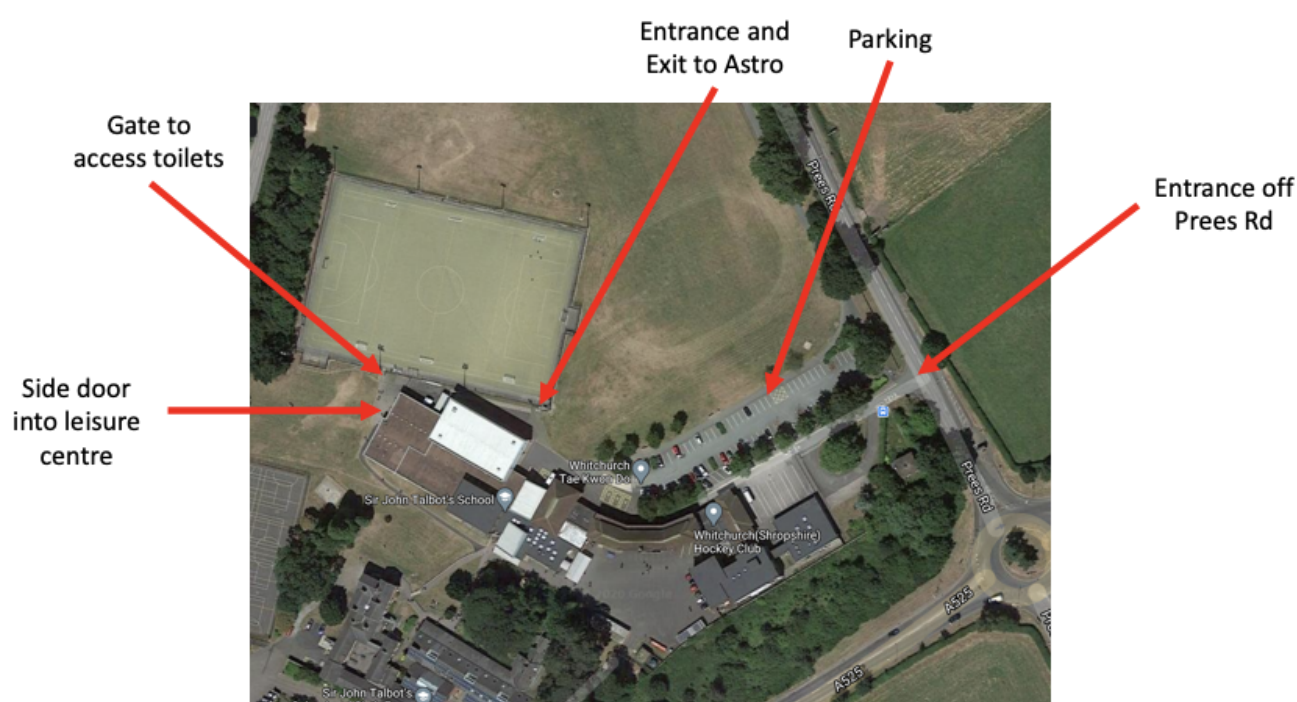 Entrance and
Exit to Astro
Parking
Gate to
access toilets
Entrance off
Prees Rd
Side door
into leisure
centre
Prees Rd
Whitchurch
Tae Kwon Do
Sir John Talbot's School
Whitchurch(Shropshire)
Hockey Club
Prees Rd
A525
A525
Sir John Talbot's